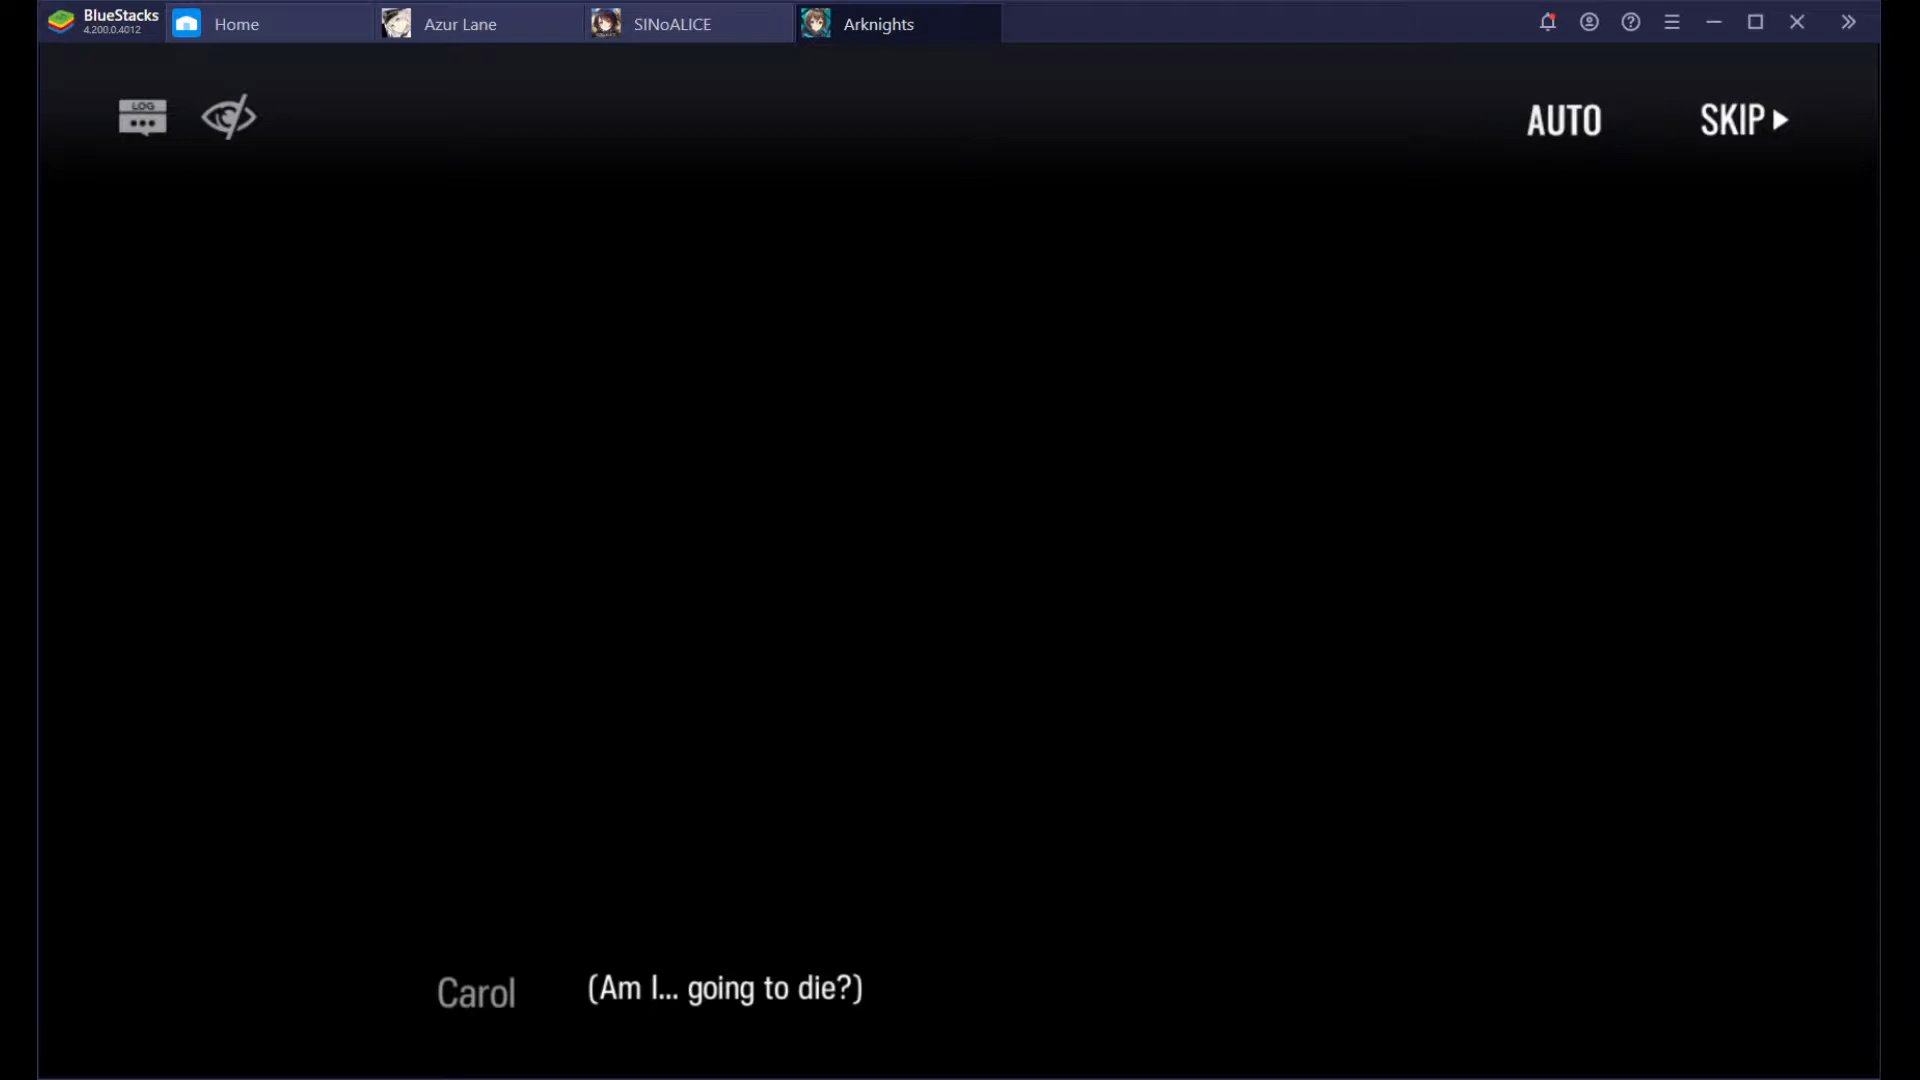 BlueStacks
4.200.0.4012
Home
Azur Lane
SINoALICE
Arknights
LOG
AUTO
SKIP
Carol
(Am I... going to die?)